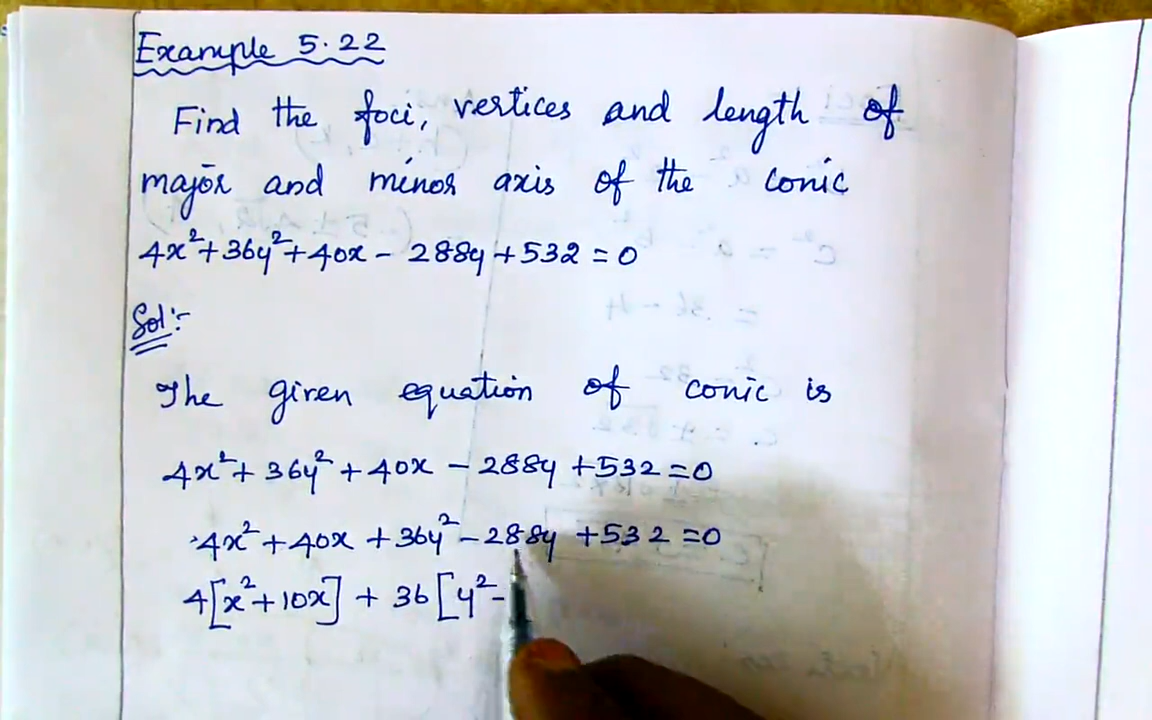 Example 5.22
Find the foci, vertices and length of
major and minor axis of the conic
4x²+36y²+40x - 288y+532=0
Sol:-
The given equation of conic is
4x²+36y²+40x - 288y+532=0
4x²+40x+36y²-288y+532=0
4[x²+10x] + 36[y²-